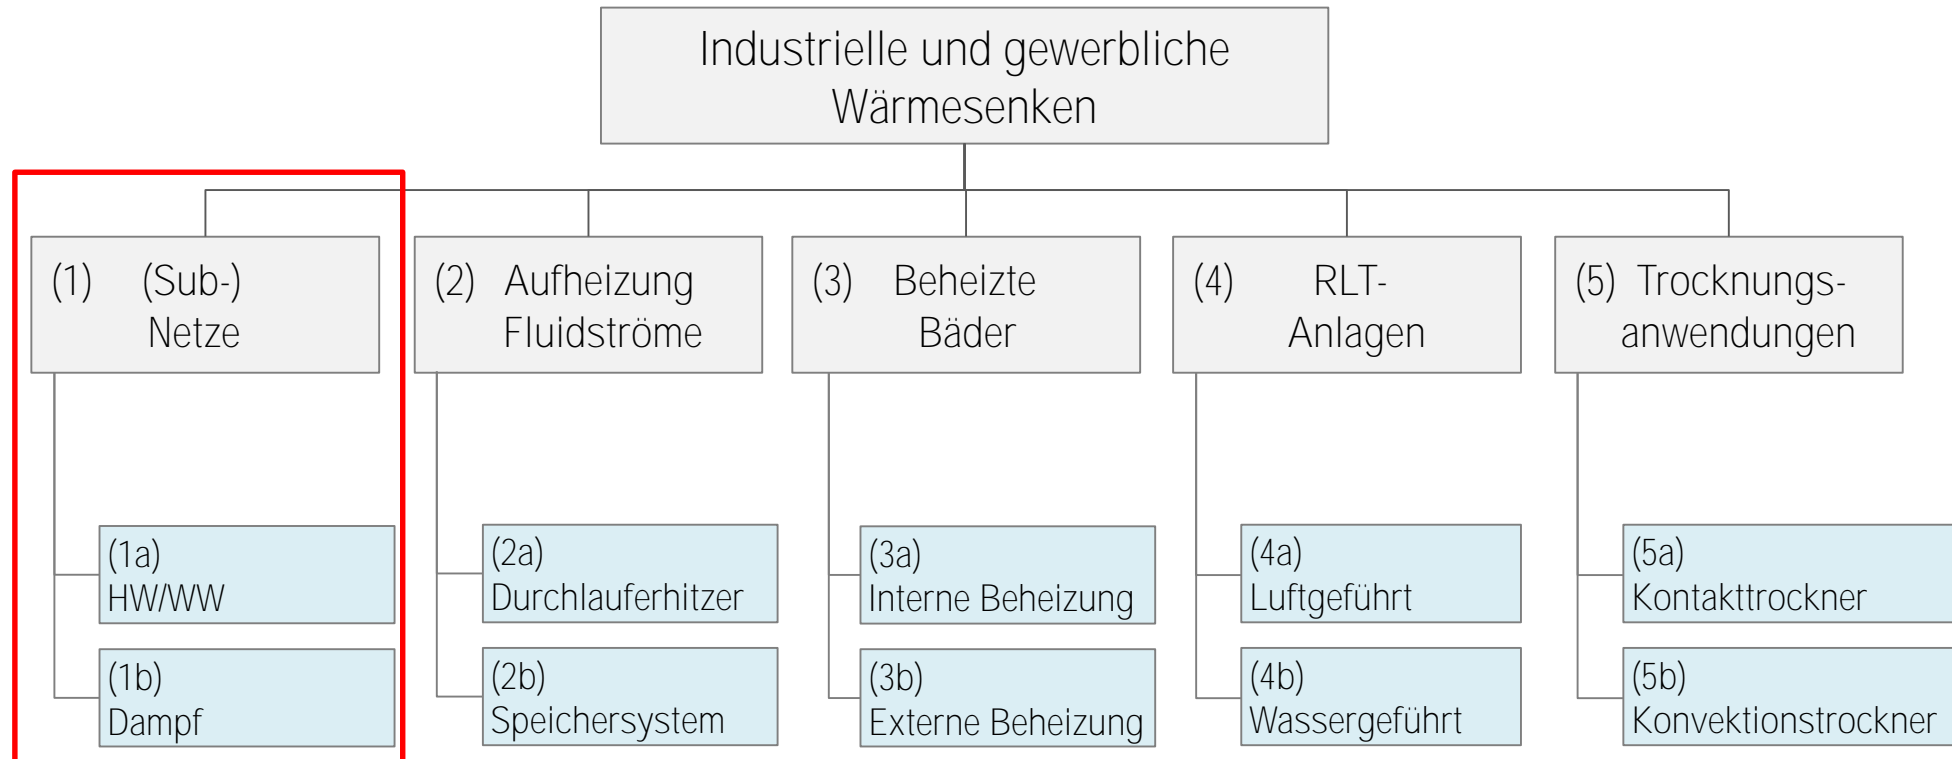 Industrielle und gewerbliche
Wärmesenken
(1) (Sub-)
Netze
(2) Aufheizung
Fluidströme
(3) Beheizte
Bäder
(4) RLT-
Anlagen
(5) Trocknungs-
anwendungen
(1a)
HW/WW
(1b)
Dampf
(2a)
Durchlauferhitzer
(2b)
Speichersystem
(3a)
Interne Beheizung
(3b)
Externe Beheizung
(4a)
Luftgeführt
(4b)
Wassergeführt
(5a)
Kontakttrockner
(5b)
Konvektionstrockner